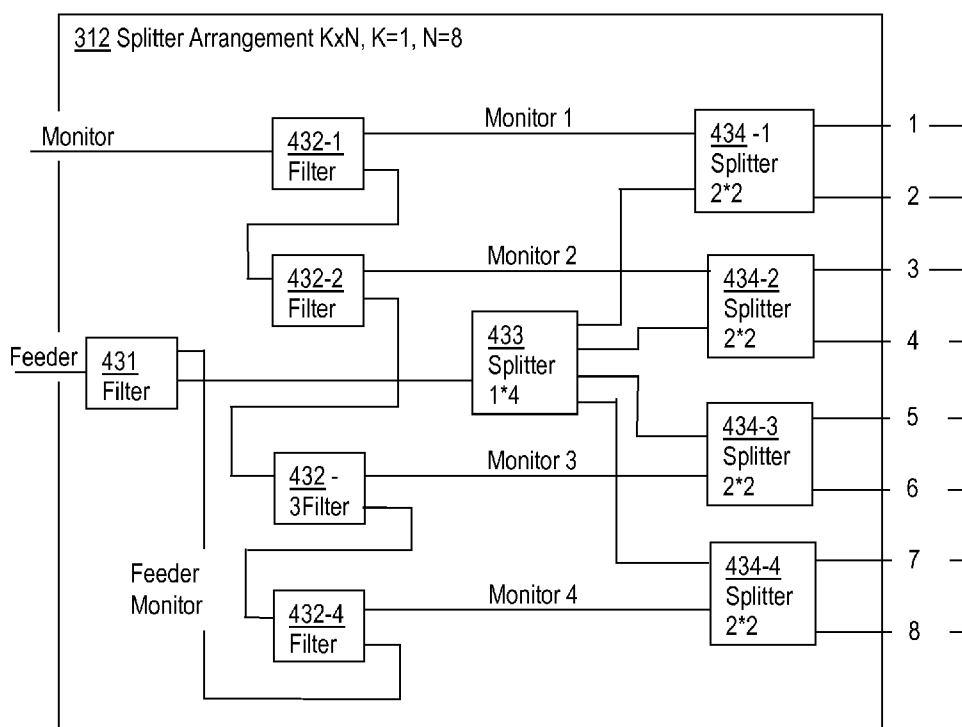 312 Splitter Arrangement KxN, K=1, N=8
Monitor
432-1
Filter
Monitor 1
434 -1
Splitter
2*2
1
2
432-2
Filter
Monitor 2
434-2
Splitter
2*2
3
4
Feeder
431
Filter
433
Splitter
1*4
434-3
Splitter
2*2
5
6
432 -
3Filter
Monitor 3
Feeder
Monitor
432-4
Filter
Monitor 4
434-4
Splitter
2*2
7
8